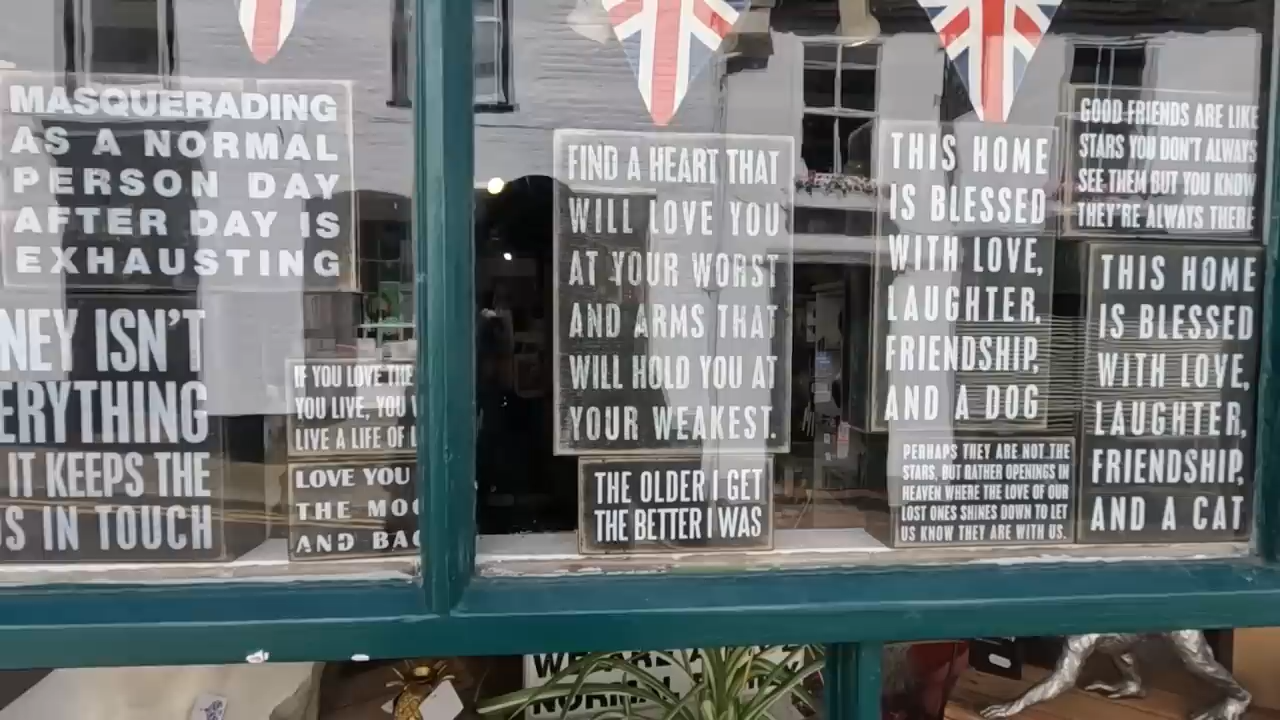 MASQUERADING
AS A NORMAL
PERSON DAY
AFTER DAY IS
EXHAUSTING
NEY ISN'T
ERYTHING
IT KEEPS THE
S IN TOUCH
IF YOU LOVE THE
YOU LIVE, YOU
LIVE A LIFE OF
LOVE YOU
THE MOO
AND BAC
FIND A HEART THAT
WILL LOVE YOU
AT YOUR WORST
AND ARMS THAT
WILL HOLD YOU AT
YOUR WEAKEST.
THE OLDER I GET
THE BETTER I WAS
THIS HOME
IS BLESSED
WITH LOVE,
LAUGHTER,
FRIENDSHIP,
AND A DOG
PERHAPS THEY ARE NOT THE
STARS, BUT RATHER OPENINGS IN
HEAVEN WHERE THE LOVE OF OUR
LOST ONES SHINES DOWN TO LET
US KNOW THEY ARE WITH US.
GOOD FRIENDS ARE LIKE
STARS YOU DON'T ALWAYS
SEE THEM BUT YOU KNOW
THEY'RE ALWAYS THERE
THIS HOME
IS BLESSED
WITH LOVE,
LAUGHTER,
FRIENDSHIP,
AND A CAT